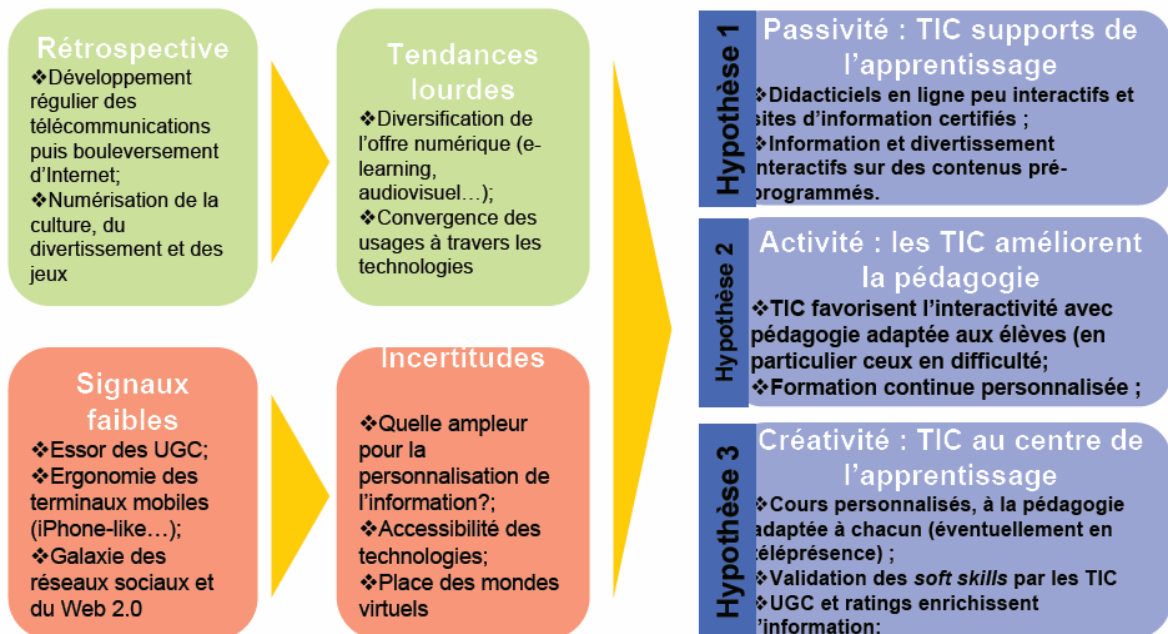 Rétrospective
❖Développement
régulier des
télécommunications
puis bouleversement
d'Internet;
❖Numérisation de la
culture, du
divertissement et des
jeux
Tendances
lourdes
❖Diversification de
l'offre numérique (e-
learning,
audiovisuel…);
❖Convergence des
usages à travers les
technologies
Signaux
faibles
❖Essor des UGC;
❖Ergonomie des
terminaux mobiles
(iPhone-like…);
❖Galaxie des
réseaux sociaux et
du Web 2.0
Incertitudes
❖Quelle ampleur
pour la
personnalisation de
l'information?;
❖Accessibilité des
technologies;
❖Place des mondes
virtuels
Hypothèse 1
Passivité : TIC supports de
l'apprentissage
❖Didacticiels en ligne peu interactifs et
sites d'information certifiés ;
❖Information et divertissement
interactifs sur des contenus pré-
programmés.
Hypothèse 2
Activité : les TIC améliorent
la pédagogie
❖TIC favorisent l'interactivité avec
pédagogie adaptée aux élèves (en
particulier ceux en difficulté;
❖Formation continue personnalisée ;
Hypothèse 3
Créativité : TIC au centre de
l'apprentissage
❖Cours personnalisés, à la pédagogie
adaptée à chacun (éventuellement en
téléprésence) ;
❖Validation des soft skills par les TIC
❖UGC et ratings enrichissent
l'information;